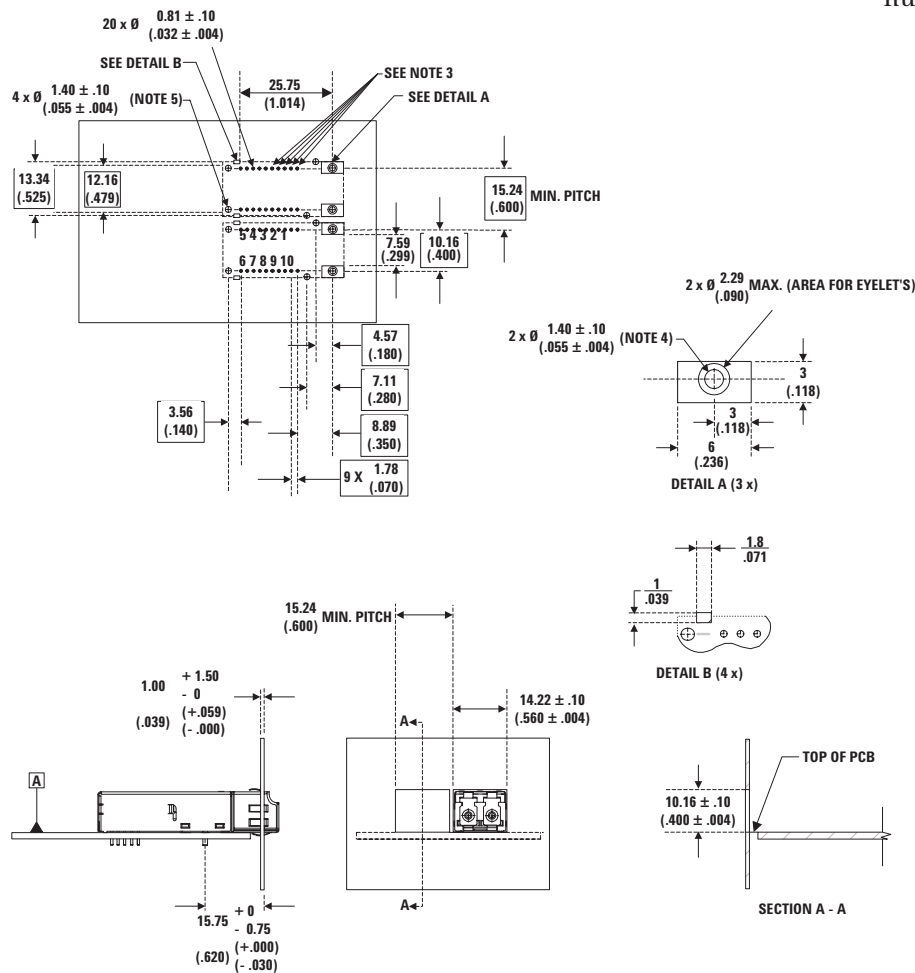 20 x Ø 0.81 ± .10
(.032 ± .004)
SEE DETAIL B
25.75
(1.014)
SEE NOTE 3
SEE DETAIL A
4 x Ø 1.40 ± .10 (NOTE 5)
(.055 ± .004)
13.34
(.525)
12.16
(.479)
15.24
(.600)
MIN. PITCH
5 4 3 2 1
6 7 8 9 10
7.59
(.299)
10.16
(.400)
4.57
(.180)
7.11
(.280)
3.56
(.140)
8.89
(.350)
9 X 1.78
(.070)
2 x Ø 2.29 MAX. (AREA FOR EYELET'S)
(.090)
2 x Ø 1.40 ± .10 (NOTE 4)
(.055 ± .004)
3
(.118)
3
(.118)
6
(.236)
DETAIL A (3 x)
1.8
.071
1
.039
DETAIL B (4 x)
15.24
(.600)
MIN. PITCH
1.00 + 1.50
- 0
(.039) (+.059)
(- .000)
14.22 ± .10
(.560 ± .004)
A
A
A
TOP OF PCB
10.16 ± .10
(.400 ± .004)
SECTION A - A
15.75 + 0
- 0.75
(.620) (+.000)
(- .030)